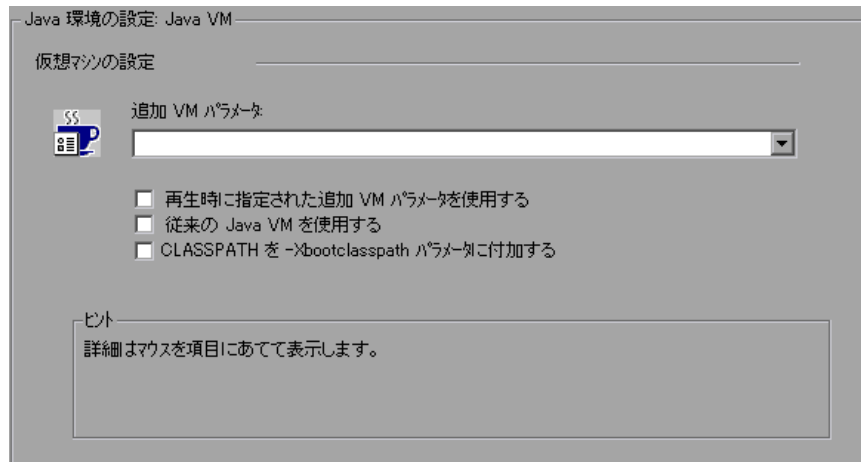 Java 環境の設定: Java VM
仮想マシンの設定
追加 VM パラメータ:
再生時に指定された追加 VM パラメータを使用する
従来の Java VM を使用する
CLASSPATH を -Xbootclasspath パラメータに付加する
ヒント
詳細はマウスを項目にあてて表示します。